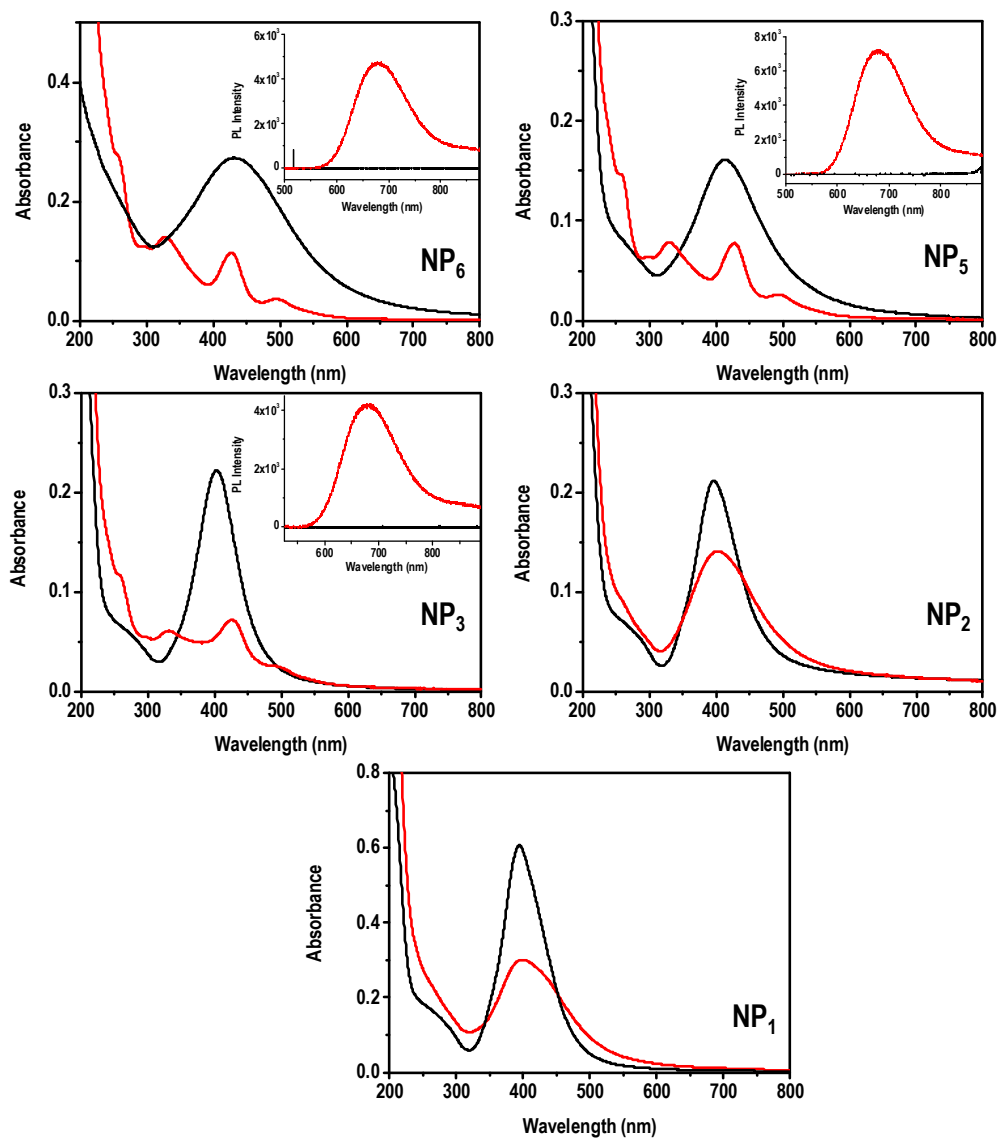 6x10³
4x10³
2x10³
0
PL Intensity
500 600 700 800
Wavelength (nm)
0.4
0.2
0.0
Absorbance
NP₆
200 300 400 500 600 700 800
Wavelength (nm)
8x10³
6x10³
4x10³
2x10³
0
PL Intensity
500 600 700 800
Wavelength (nm)
0.3
0.2
0.1
0.0
Absorbance
NP₅
200 300 400 500 600 700 800
Wavelength (nm)
4x10³
2x10³
0
PL Intensity
600 700 800
Wavelength (nm)
0.3
0.2
0.1
0.0
Absorbance
NP₃
200 300 400 500 600 700 800
Wavelength (nm)
0.3
0.2
0.1
0.0
Absorbance
NP₂
200 300 400 500 600 700 800
Wavelength (nm)
0.8
0.6
0.4
0.2
0.0
Absorbance
NP₁
200 300 400 500 600 700 800
Wavelength (nm)